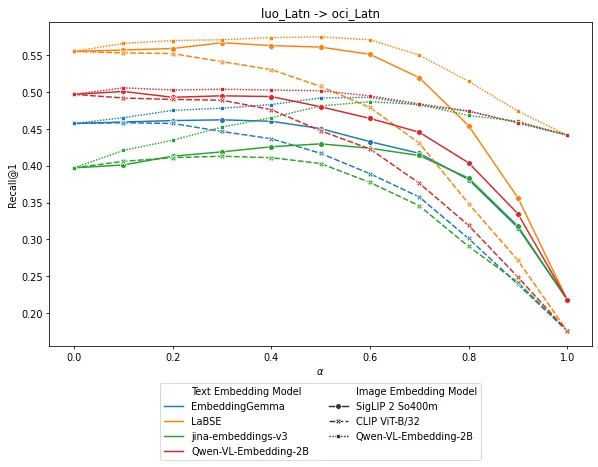 luo_Latn -> oci_Latn
Recall@1
0.55
0.50
0.45
0.40
0.35
0.30
0.25
0.20
0.0 0.2 0.4 0.6 0.8 1.0
α
Text Embedding Model
EmbeddingGemma
LaBSE
jina-embeddings-v3
Qwen-VL-Embedding-2B
Image Embedding Model
SigLIP 2 So400m
CLIP ViT-B/32
Qwen-VL-Embedding-2B